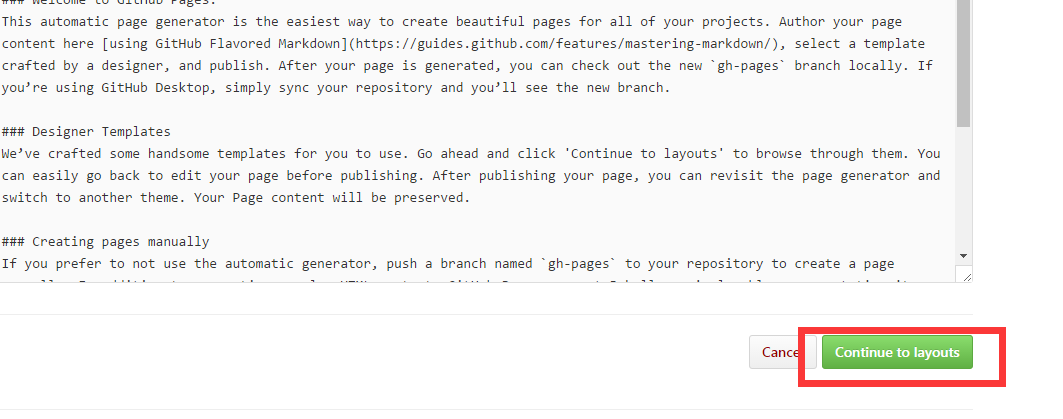 ### Welcome to GitHub Pages.
This automatic page generator is the easiest way to create beautiful pages for all of your projects. Author your page
content here [using GitHub Flavored Markdown](https://guides.github.com/features/mastering-markdown/), select a template
crafted by a designer, and publish. After your page is generated, you can check out the new `gh-pages` branch locally. If
you’re using GitHub Desktop, simply sync your repository and you’ll see the new branch.
### Designer Templates
We’ve crafted some handsome templates for you to use. Go ahead and click 'Continue to layouts' to browse through them. You
can easily go back to edit your page before publishing. After publishing your page, you can revisit the page generator and
switch to another theme. Your Page content will be preserved.
### Creating pages manually
If you prefer to not use the automatic generator, push a branch named `gh-pages` to your repository to create a page
Cance
Continue to layouts